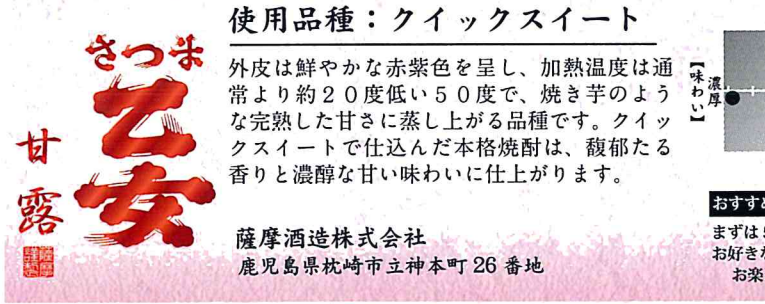 さつま
乙女
甘露
使用品種：クイックスイート
外皮は鮮やかな赤紫色を呈し、加熱温度は通
常より約２０度低い５０度で、焼き芋のよう
な完熟した甘さに蒸し上がる品種です。クイッ
クスイートで仕込んだ本格焼酎は、馥郁たる
香りと濃醇な甘い味わいに仕上がります。
薩摩酒造株式会社
鹿児島県枕崎市立神本町 26 番地
【味わい】
濃厚
おすすめ
まずは
お好き
お楽